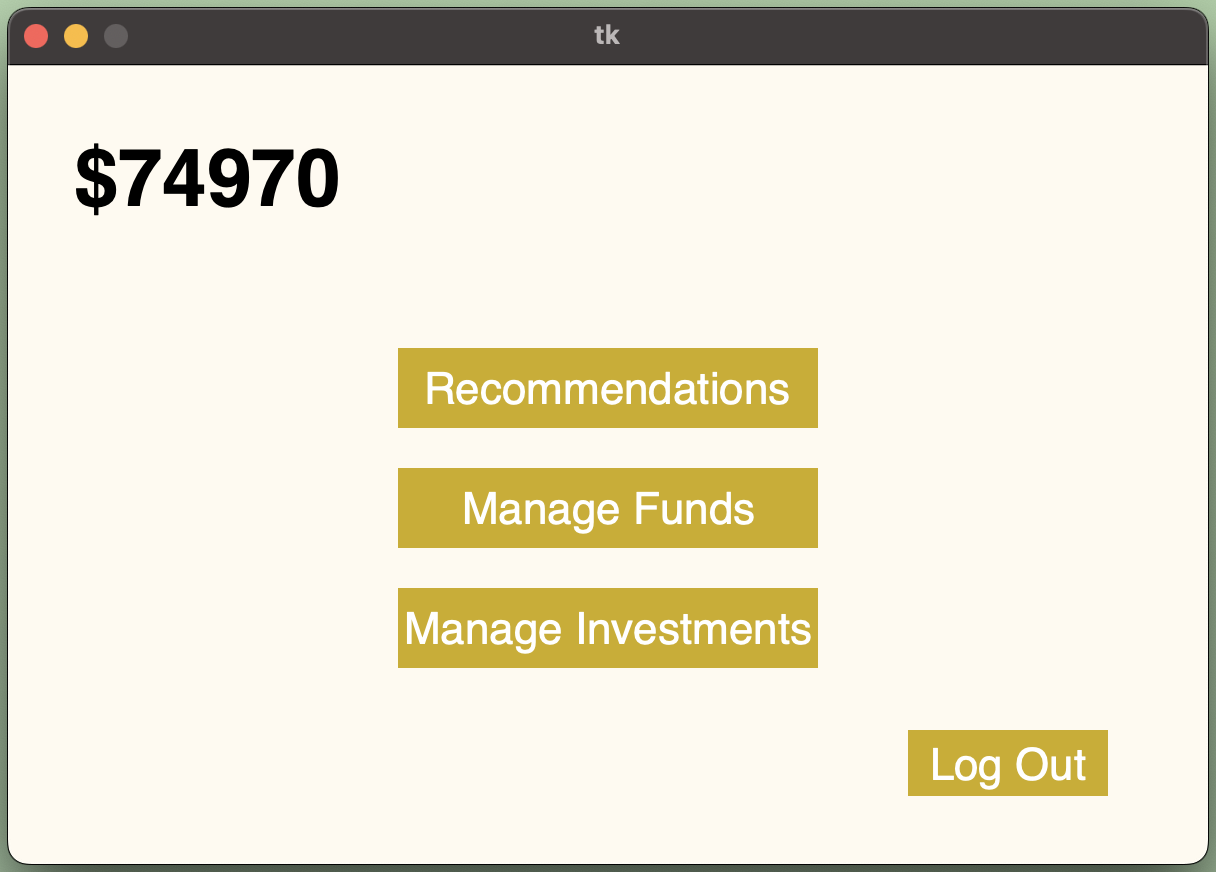 tk
$74970
Recommendations
Manage Funds
Manage Investments
Log Out